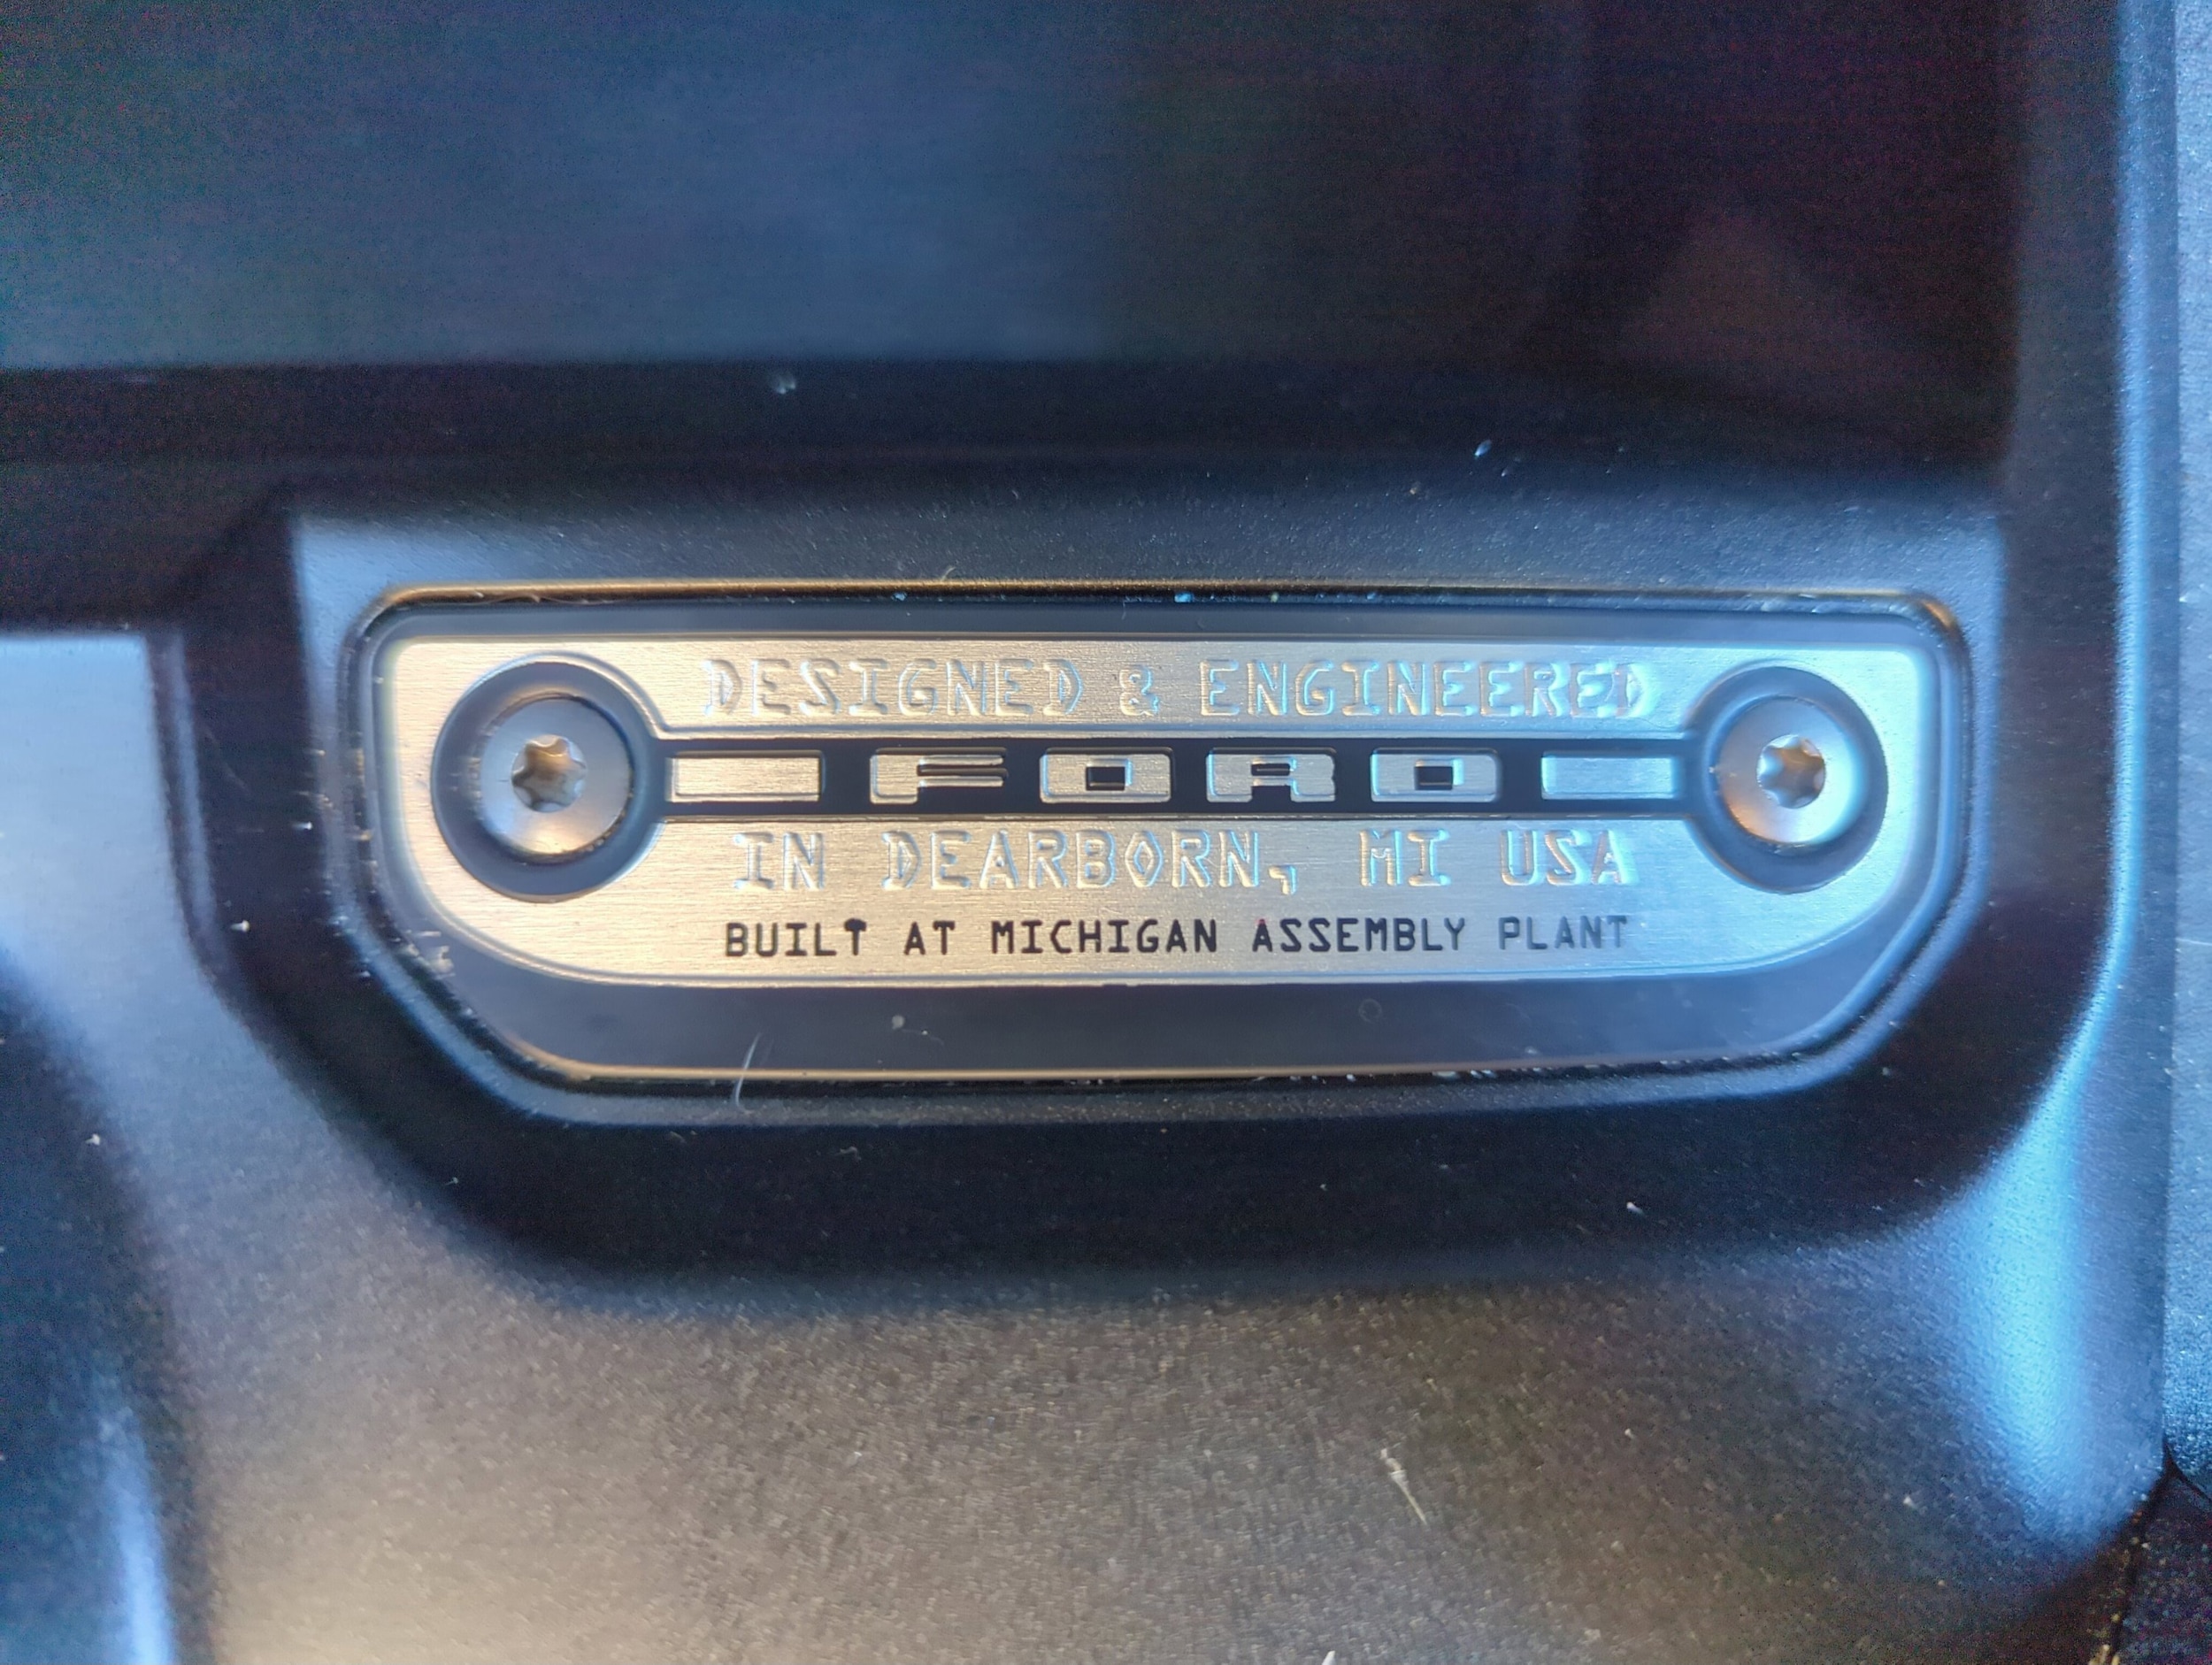 DESIGNED & ENGINEERED
FORD
IN DEARBORN, MI USA
BUILT AT MICHIGAN ASSEMBLY PLANT